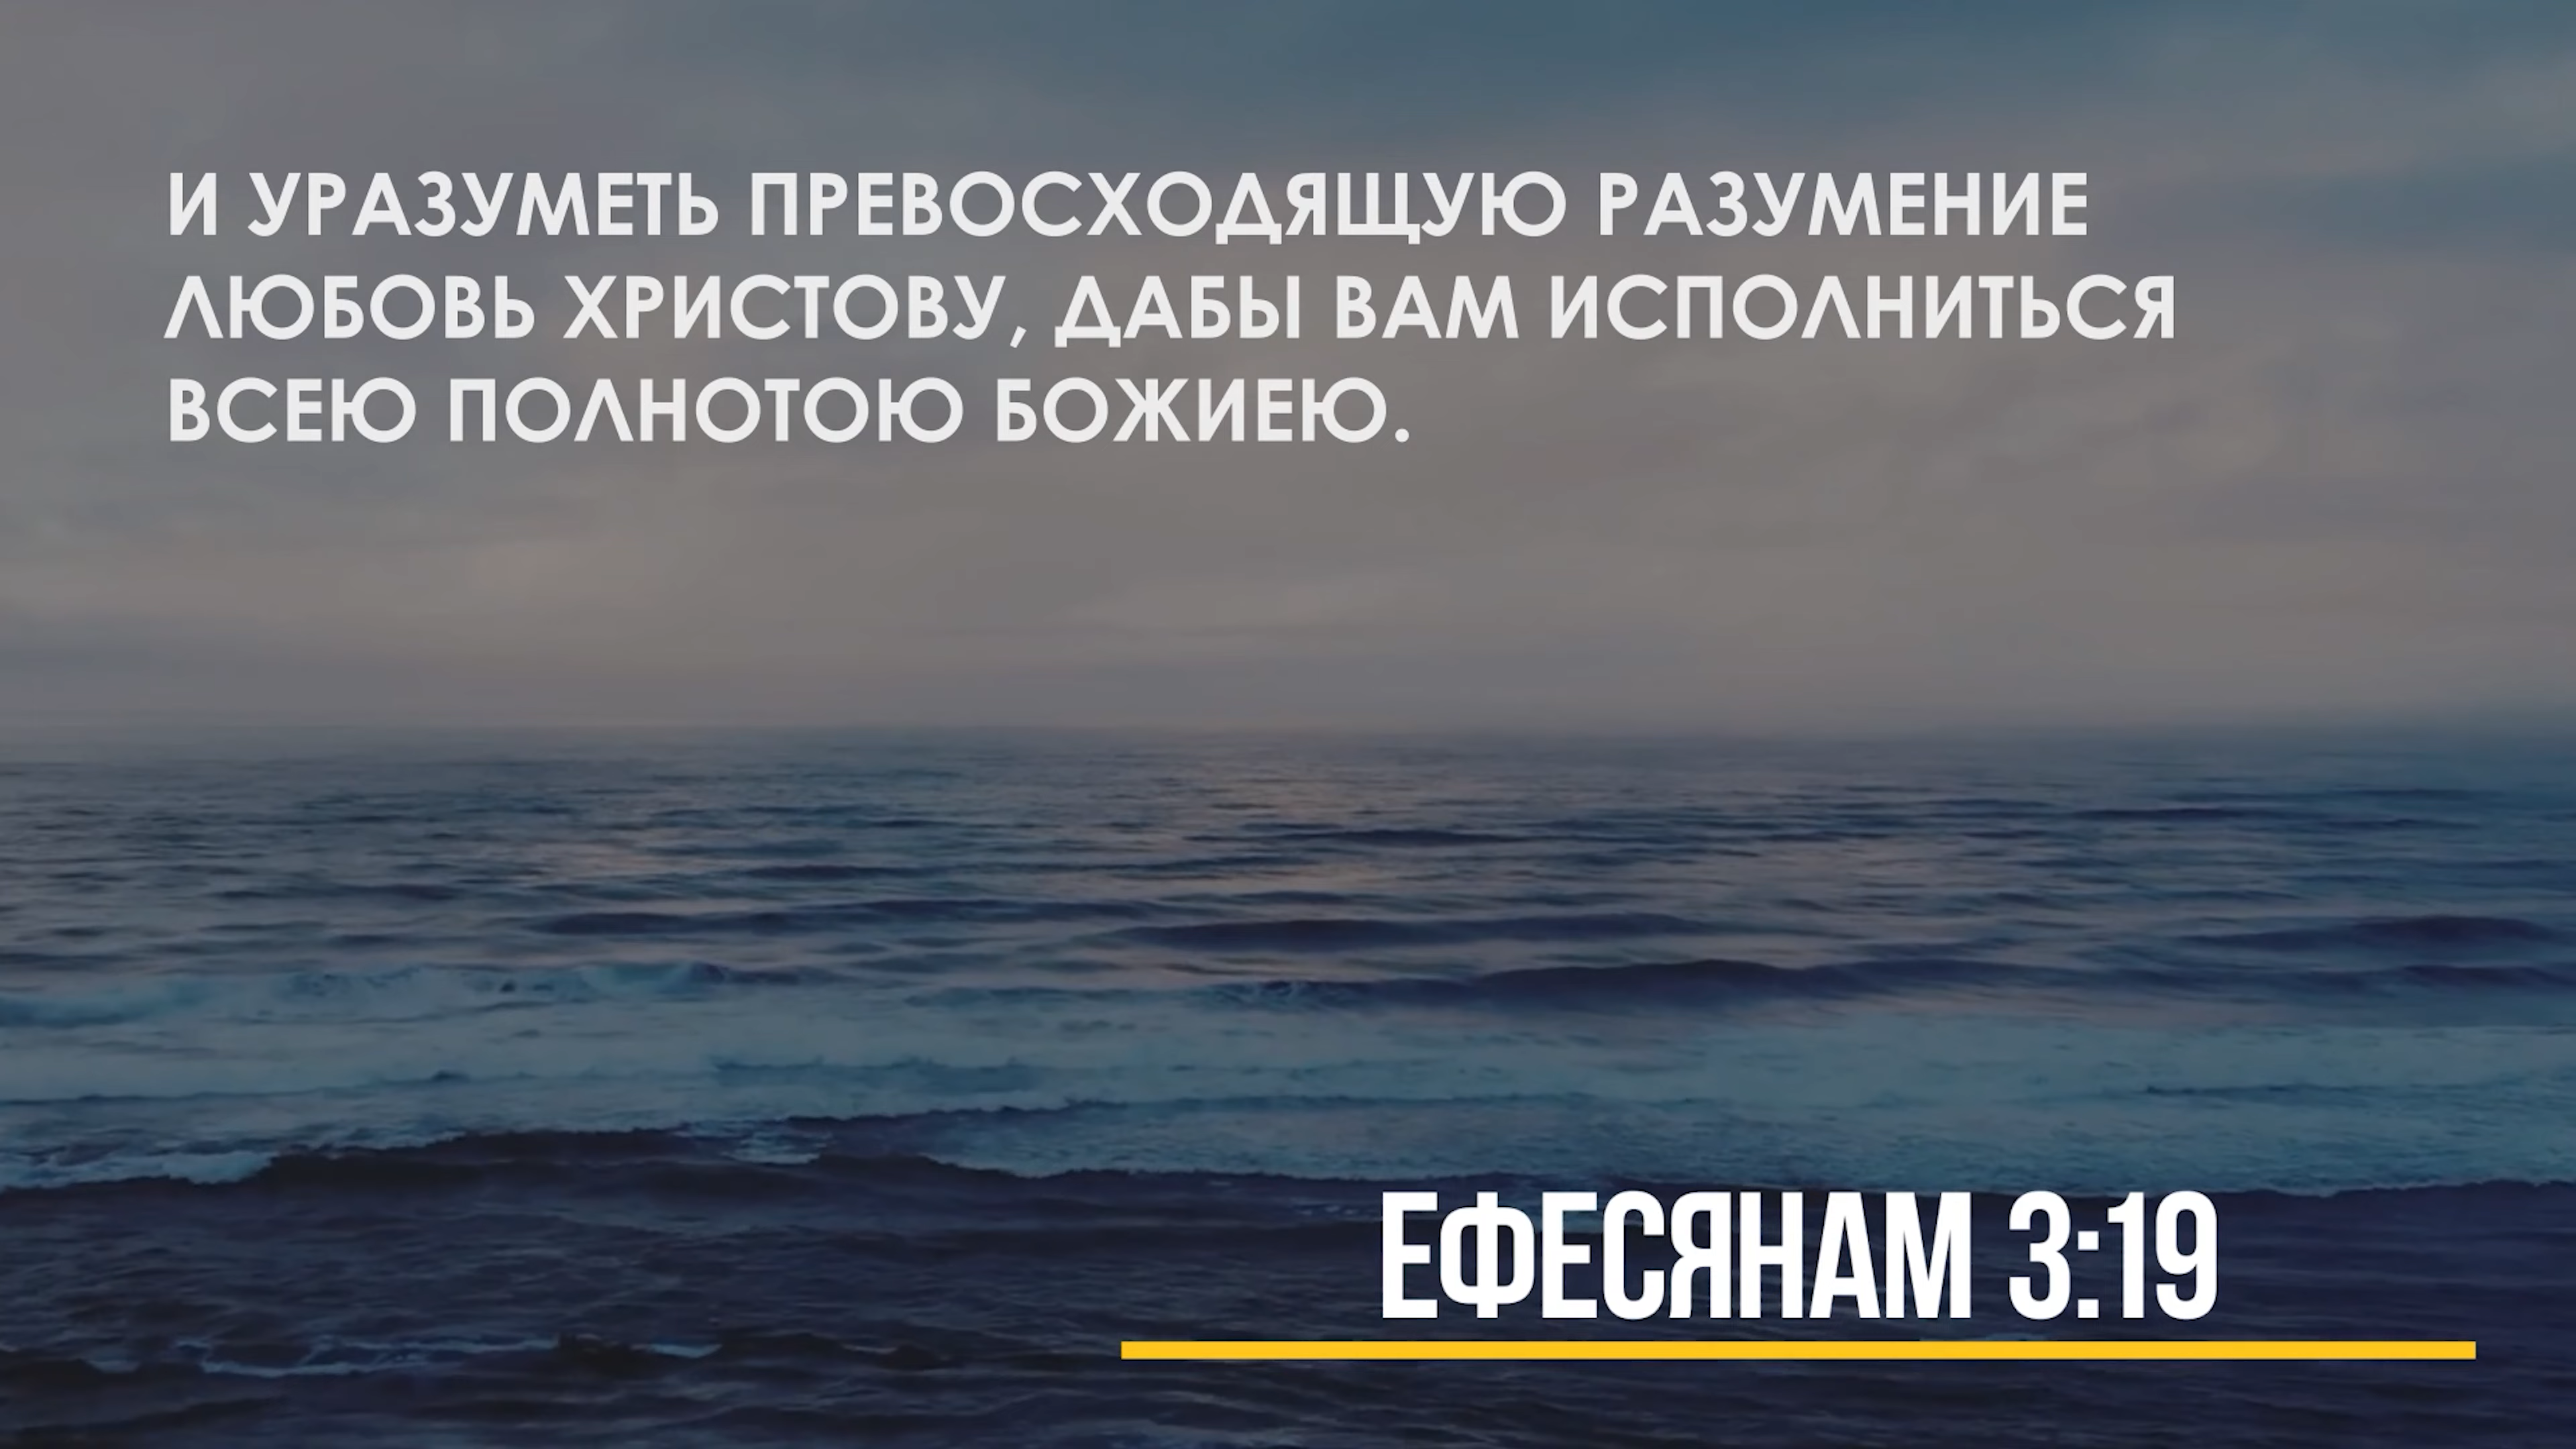 И УРАЗУМЕТЬ ПРЕВОСХОДЯЩУЮ РАЗУМЕНИЕ
ЛЮБОВЬ ХРИСТОВУ, ДАБЫ ВАМ ИСПОЛНИТЬСЯ
ВСЕЮ ПОЛНОТОЮ БОЖИЕЮ.
ЕФЕСЯНАМ 3:19